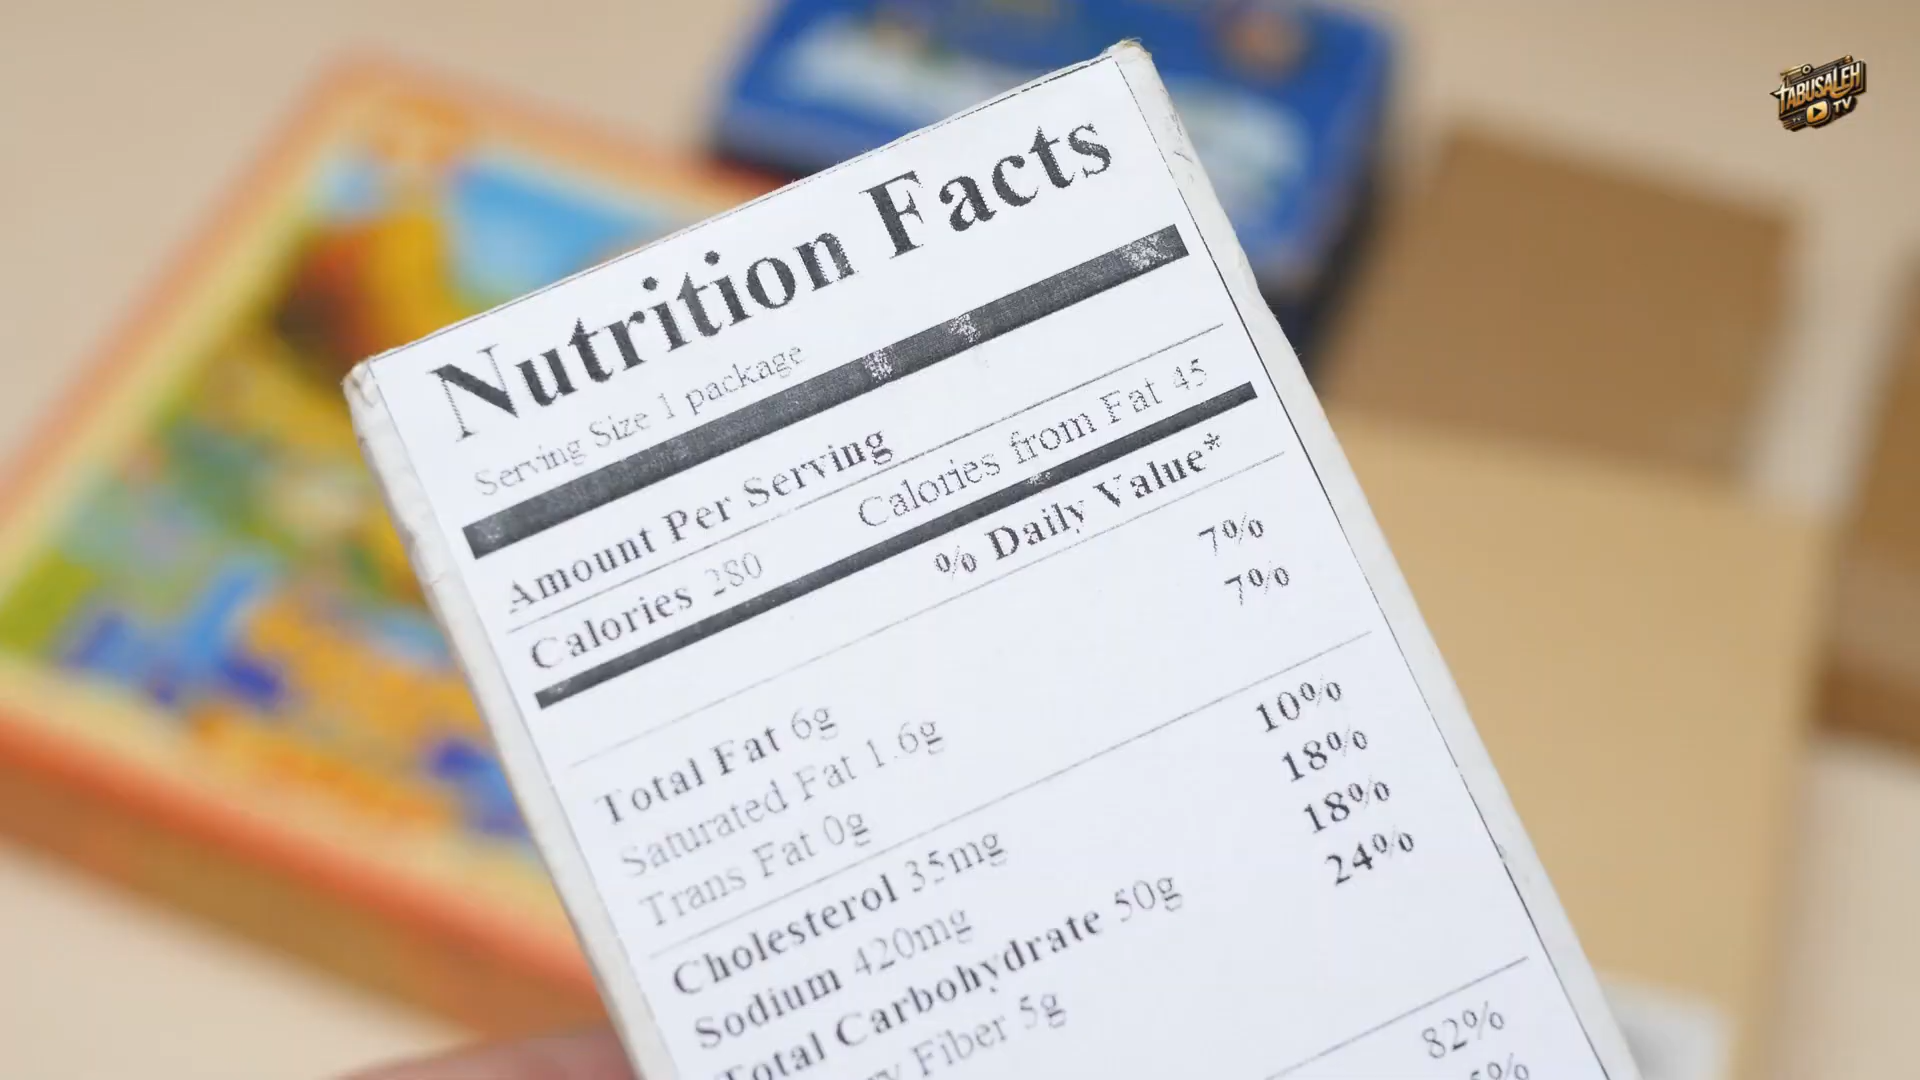 Nutrition Facts
Serving Size 1 package
Amount Per Serving
Calories 280 Calories from Fat 45
% Daily Value*
Total Fat 6g 7%
Saturated Fat 1.6g 7%
Trans Fat 0g
Cholesterol 35mg 10%
Sodium 420mg 18%
Total Carbohydrate 50g 18%
Fiber 5g 24%
82%
TABUSALEH
TV